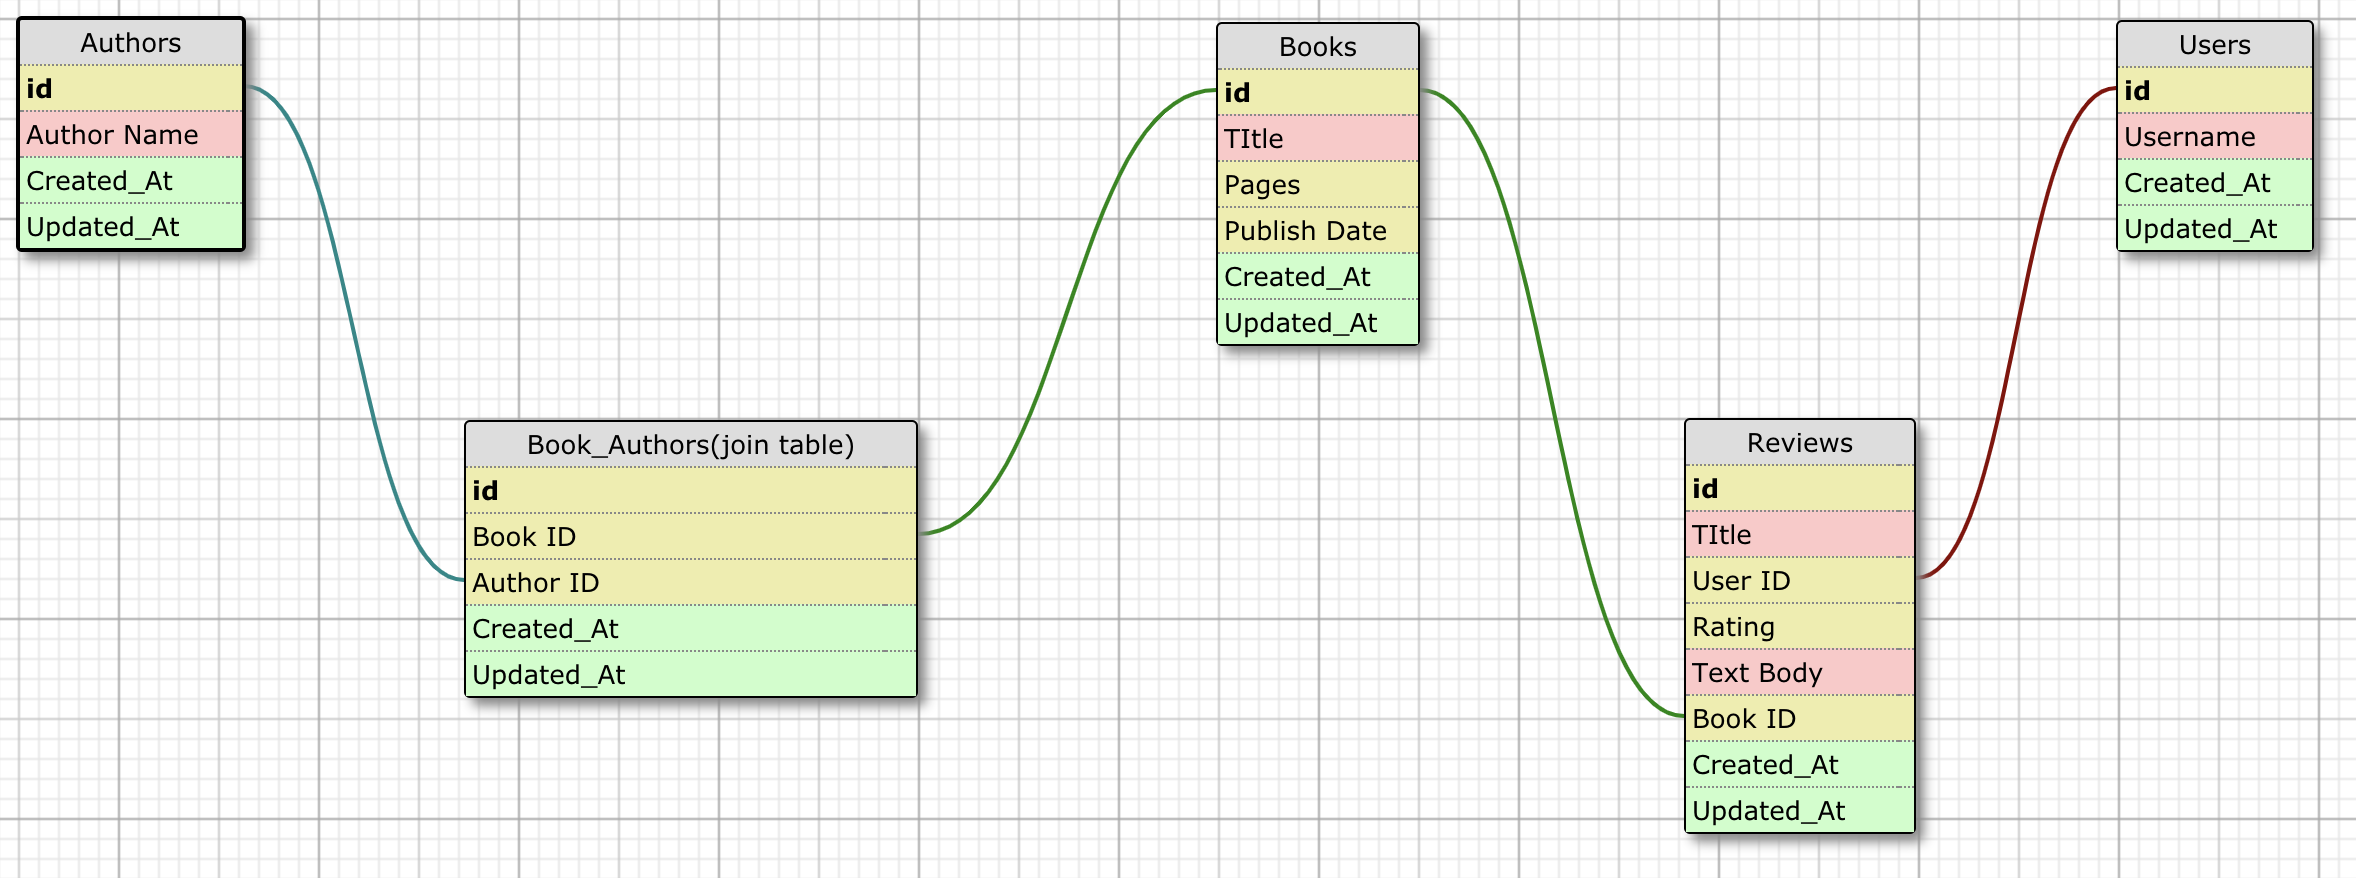 Authors
id
Author Name
Created_At
Updated_At
Book_Authors(join table)
id
Book ID
Author ID
Created_At
Updated_At
Books
id
TItle
Pages
Publish Date
Created_At
Updated_At
Reviews
id
TItle
User ID
Rating
Text Body
Book ID
Created_At
Updated_At
Users
id
Username
Created_At
Updated_At